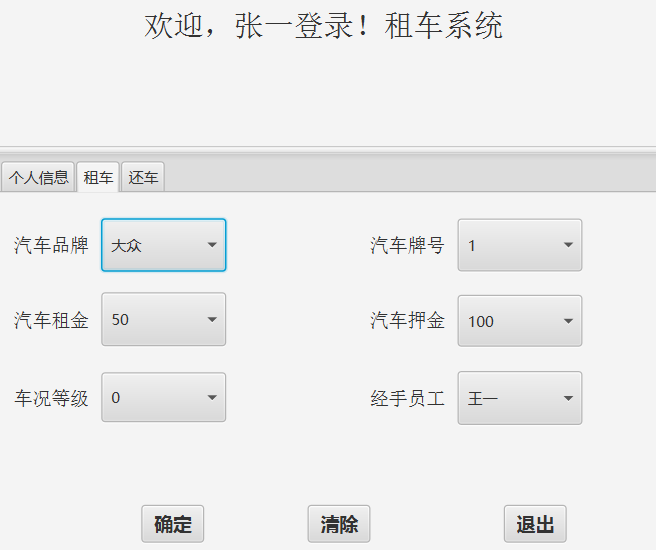 欢迎，张一登录！租车系统
个人信息 租车 还车
汽车品牌 大众 汽车牌号 1
汽车租金 50 汽车押金 100
车况等级 0 经手员工 王一
确定 清除 退出